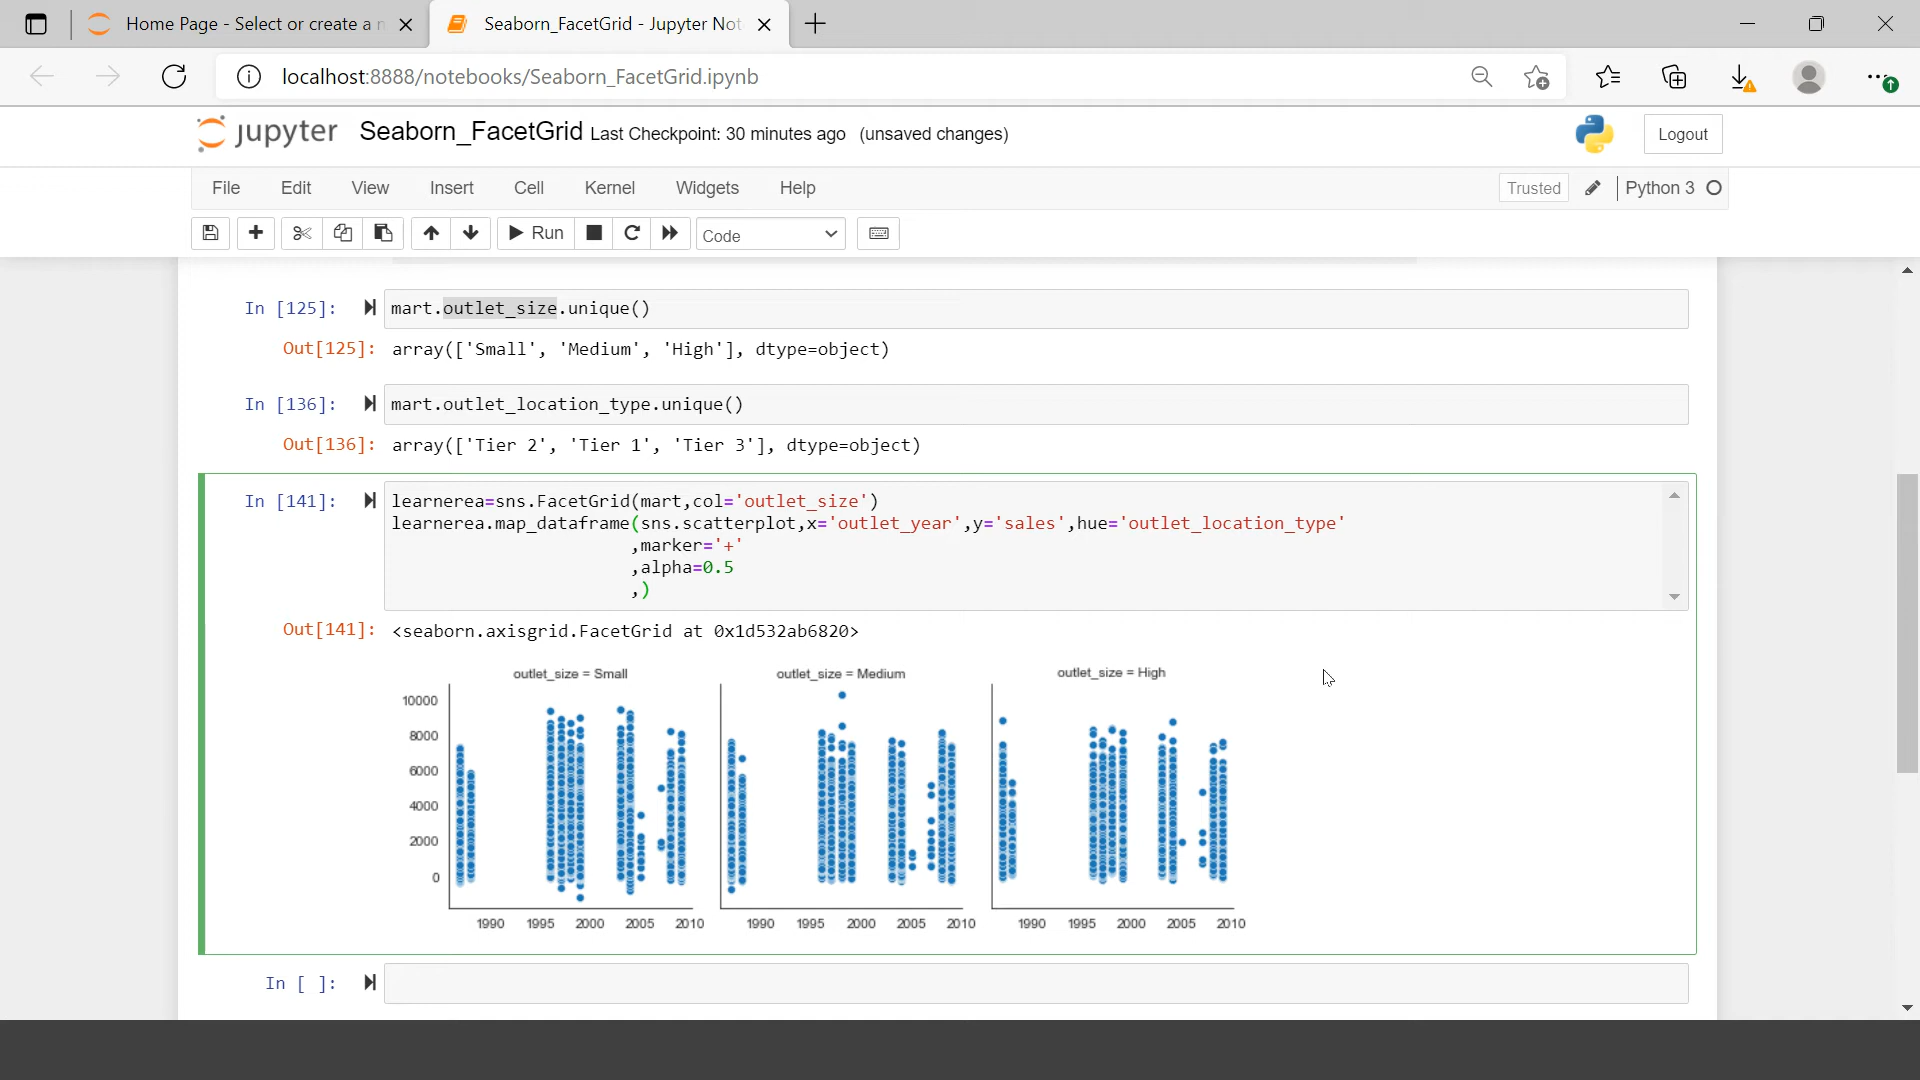 Home Page - Select or create a n
Seaborn_FacetGrid - Jupyter Not
localhost:8888/notebooks/Seaborn_FacetGrid.ipynb
jupyter Seaborn_FacetGrid Last Checkpoint: 30 minutes ago (unsaved changes)
Logout
File Edit View Insert Cell Kernel Widgets Help
Trusted Python 3
Run Code
In [125]: mart.outlet_size.unique()
Out[125]: array(['Small', 'Medium', 'High'], dtype=object)
In [136]: mart.outlet_location_type.unique()
Out[136]: array(['Tier 2', 'Tier 1', 'Tier 3'], dtype=object)
In [141]: learnerea=sns.FacetGrid(mart,col='outlet_size')
learnerea.map_dataframe(sns.scatterplot,x='outlet_year',y='sales',hue='outlet_location_type'
,marker='+'
,alpha=0.5
,)
Out[141]: <seaborn.axisgrid.FacetGrid at 0x1d532ab6820>
outlet_size = Small outlet_size = Medium outlet_size = High
10000
8000
6000
4000
2000
0
1990 1995 2000 2005 2010 1990 1995 2000 2005 2010 1990 1995 2000 2005 2010
In [ ]: